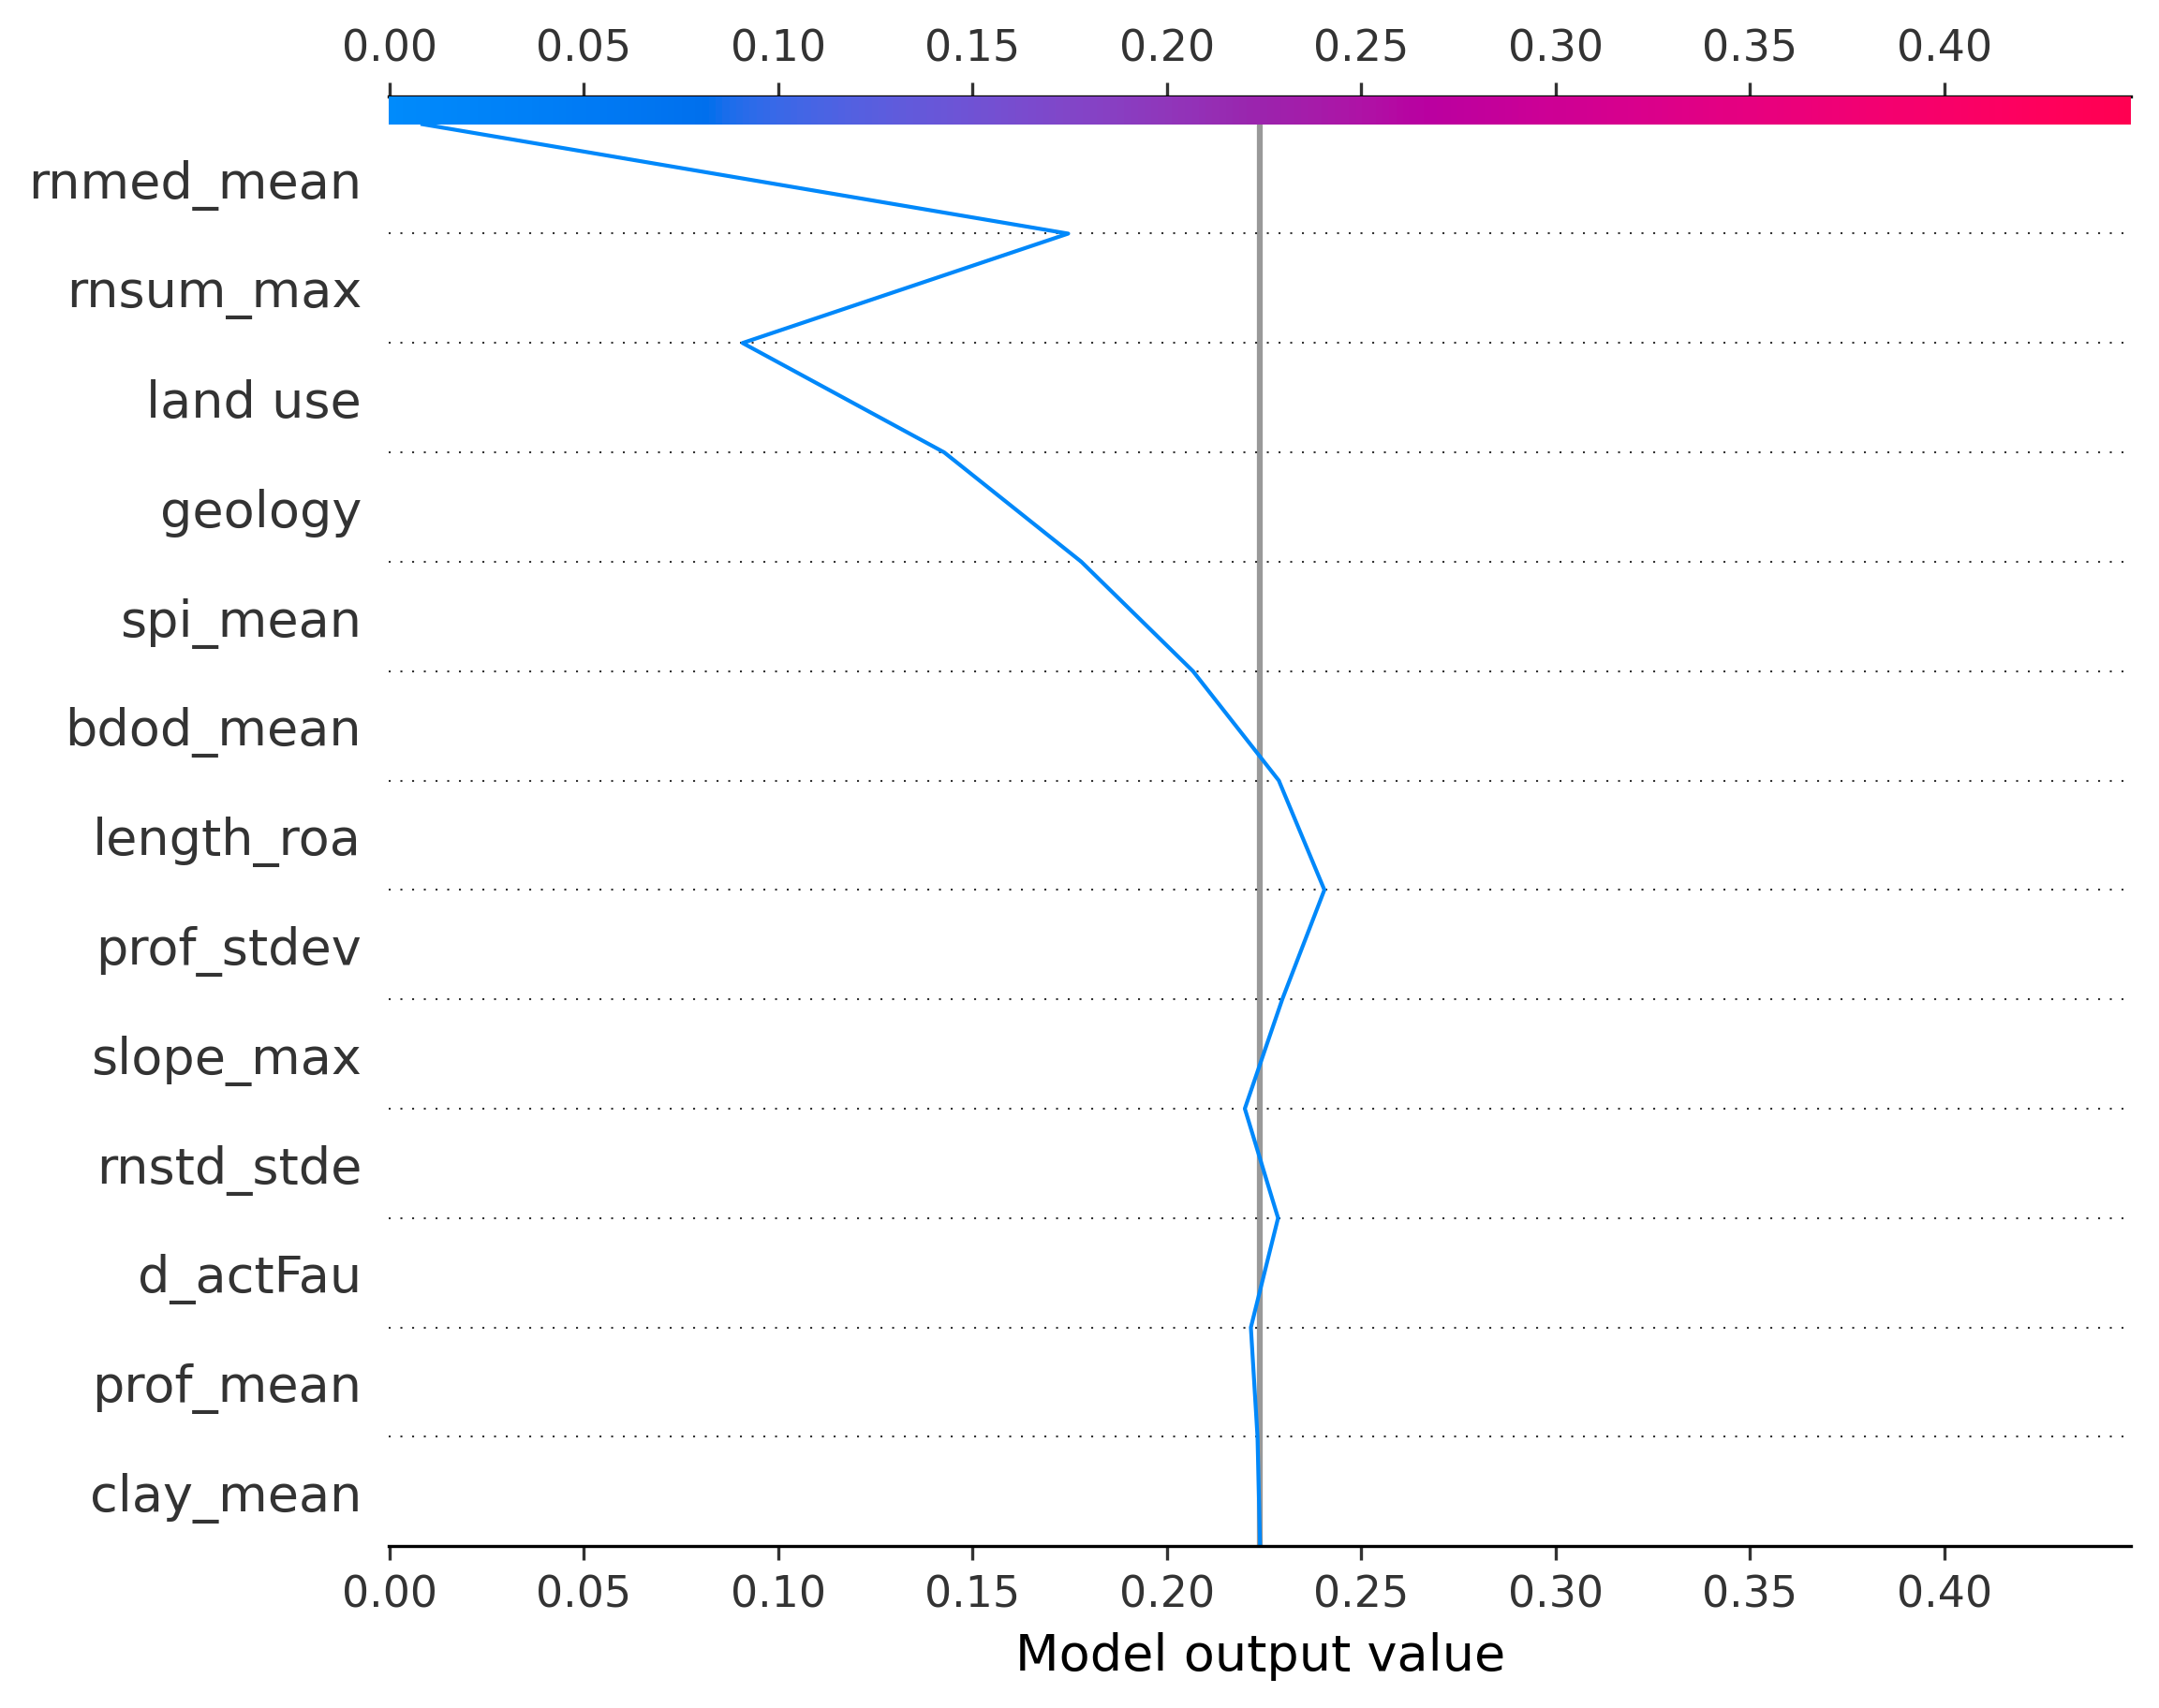 0.00 0.05 0.10 0.15 0.20 0.25 0.30 0.35 0.40
rnmed_mean
rnsum_max
land use
geology
spi_mean
bdod_mean
length_roa
prof_stdev
slope_max
rnstd_stde
d_actFau
prof_mean
clay_mean
0.00 0.05 0.10 0.15 0.20 0.25 0.30 0.35 0.40
Model output value